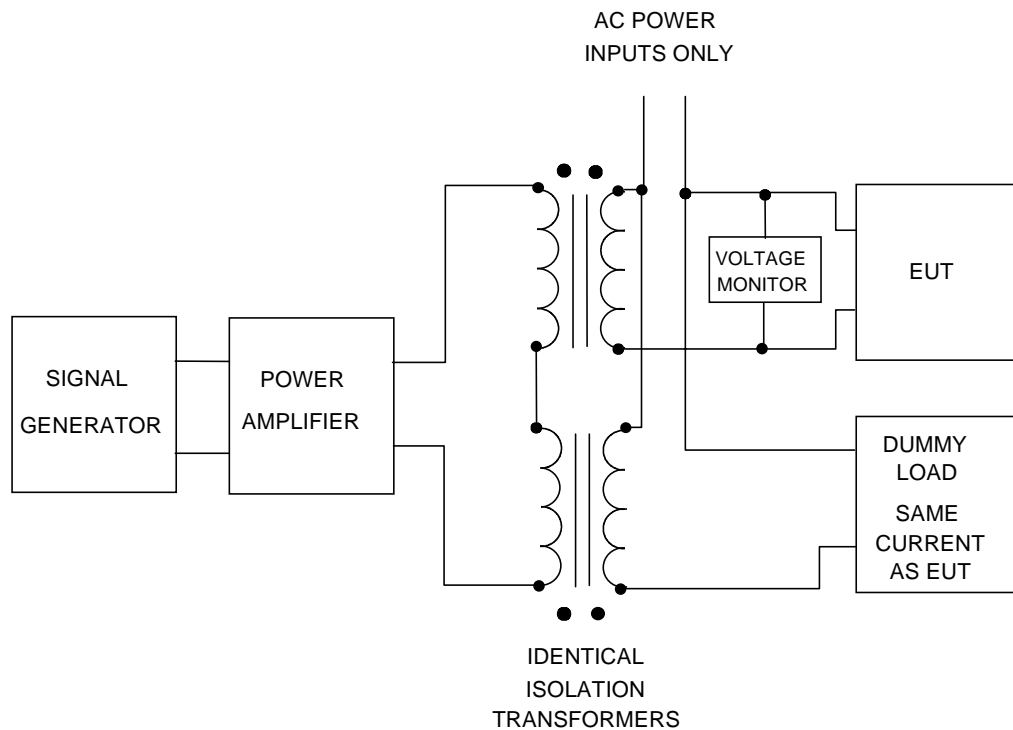 AC POWER
INPUTS ONLY
VOLTAGE
MONITOR
EUT
SIGNAL
GENERATOR
POWER
AMPLIFIER
DUMMY
LOAD
SAME
CURRENT
AS EUT
IDENTICAL
ISOLATION
TRANSFORMERS